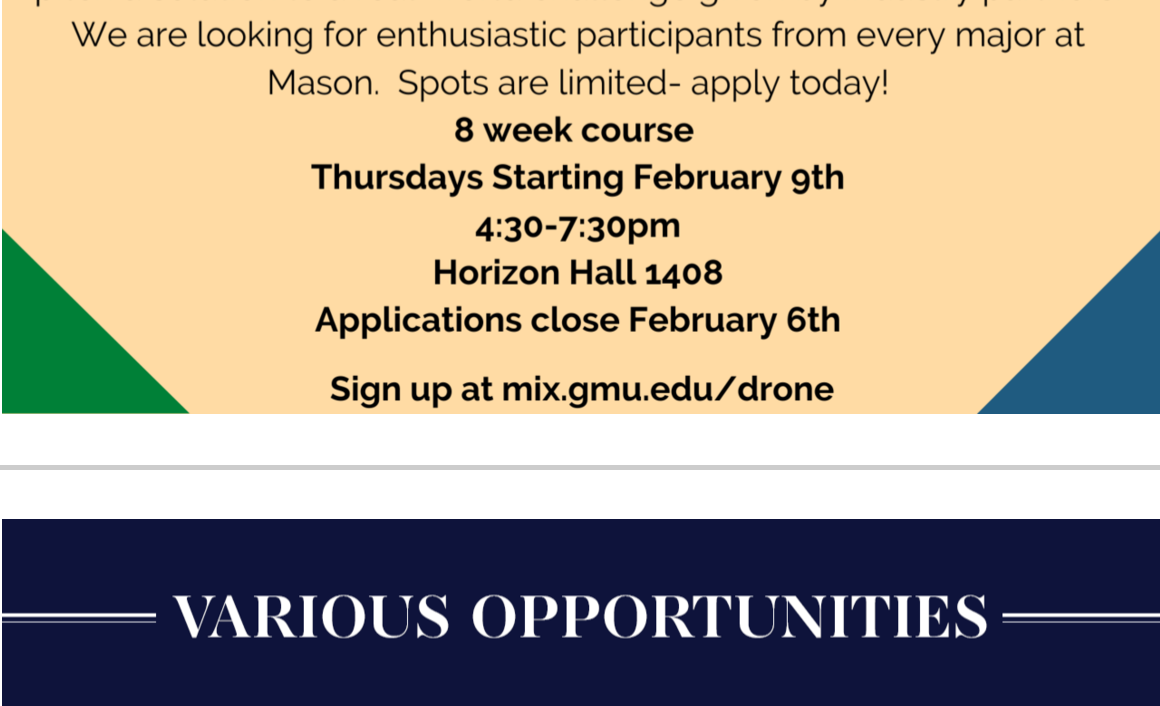 We are looking for enthusiastic participants from every major at
Mason.  Spots are limited- apply today!
8 week course
Thursdays Starting February 9th
4:30-7:30pm
Horizon Hall 1408
Applications close February 6th
Sign up at mix.gmu.edu/drone
VARIOUS OPPORTUNITIES